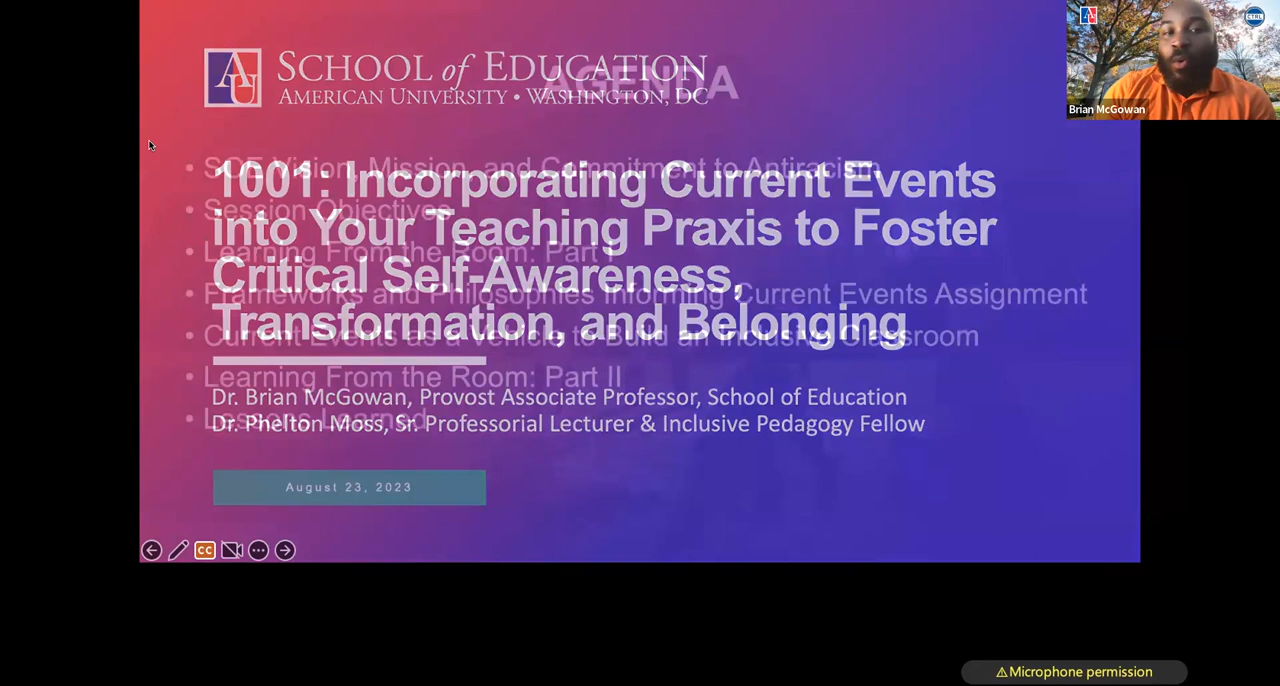 SCHOOL of EDUCATION
AMERICAN UNIVERSITY • WASHINGTON, DC
AGENDA
1001: Incorporating Current Events
into Your Teaching Praxis to Foster
Critical Self-Awareness,
Transformation, and Belonging
• SOE Vision, Mission, and Commitment to Antiracism
• Session Objectives
• Learning From the Room: Part I
• Frameworks and Philosophies Informing Current Events Assignment
• Current Events as a Vehicle to Build an Inclusive Classroom
• Learning From the Room: Part II
• Lessons Learned
Dr. Brian McGowan, Provost Associate Professor, School of Education
Dr. Phelton Moss, Sr. Professorial Lecturer & Inclusive Pedagogy Fellow
August 23, 2023
CC
Brian McGowan
CTRL
AU
⚠Microphone permission